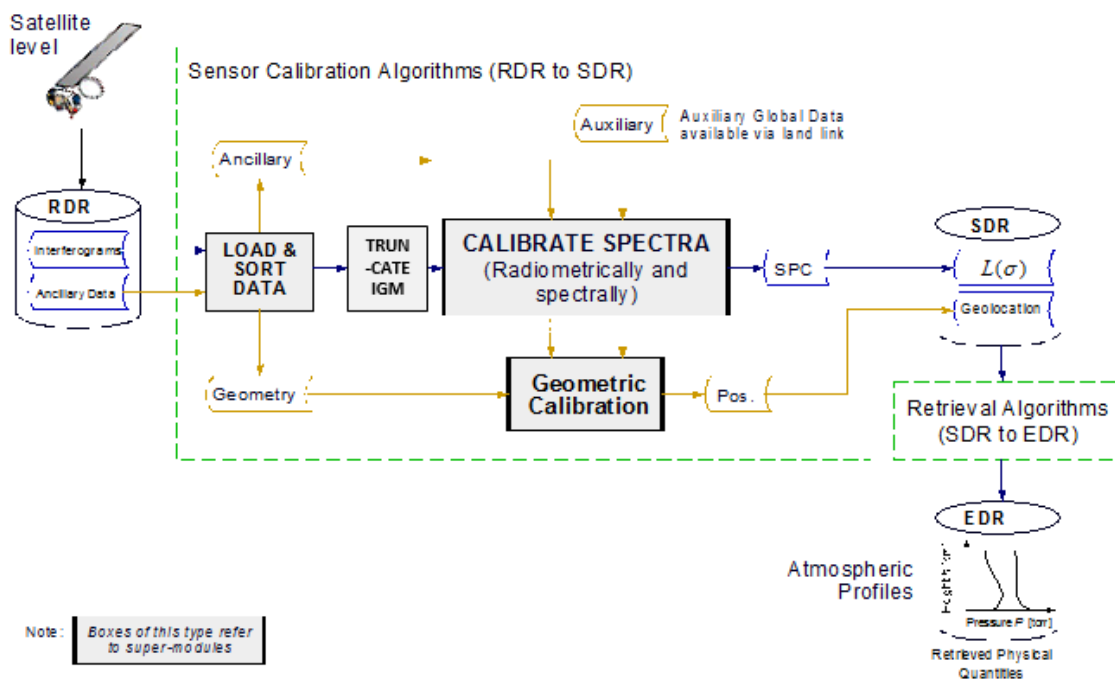 Satellite
level
Sensor Calibration Algorithms (RDR to SDR)
Auxiliary
Auxiliary Global Data
available via land link
Ancillary
RDR
Interferograms
Ancillary Data
LOAD &
SORT
DATA
TRUN
-CATE
IGM
CALIBRATE SPECTRA
(Radiometrically and
spectrally)
SPC
SDR
L(σ)
Geolocation
Geometry
Geometric
Calibration
Pos.
Retrieval Algorithms
(SDR to EDR)
EDR
Atmospheric
Profiles
Pressure P [torr]
Retrieved Physical
Quantities
Note:
Boxes of this type refer
to super-modules